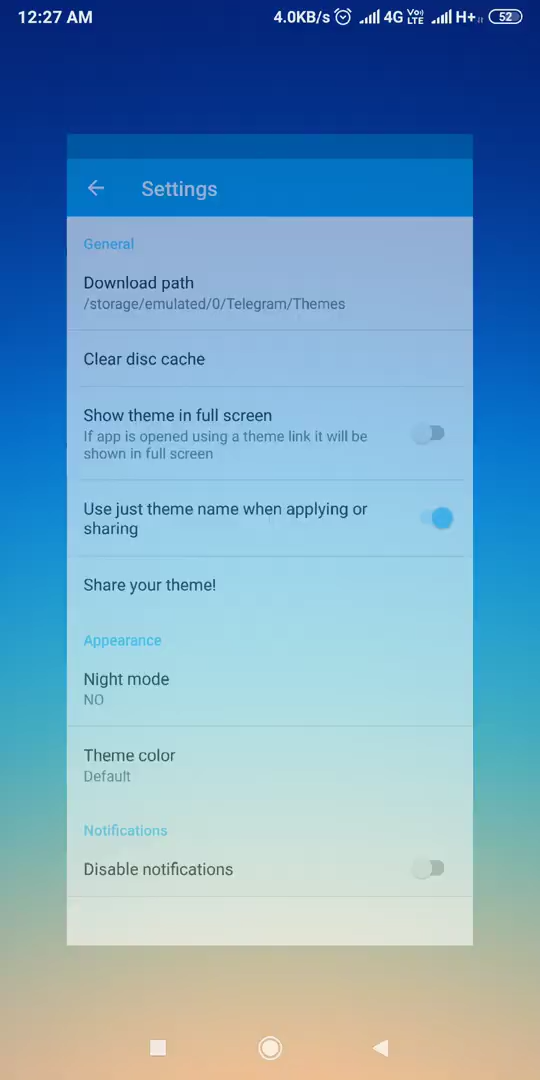 12:27 AM 4.0KB/s 4G Vo) LTE H+ 52
Settings
General
Download path
/storage/emulated/0/Telegram/Themes
Clear disc cache
Show theme in full screen
If app is opened using a theme link it will be
shown in full screen
Use just theme name when applying or
sharing
Share your theme!
Appearance
Night mode
NO
Theme color
Default
Notifications
Disable notifications